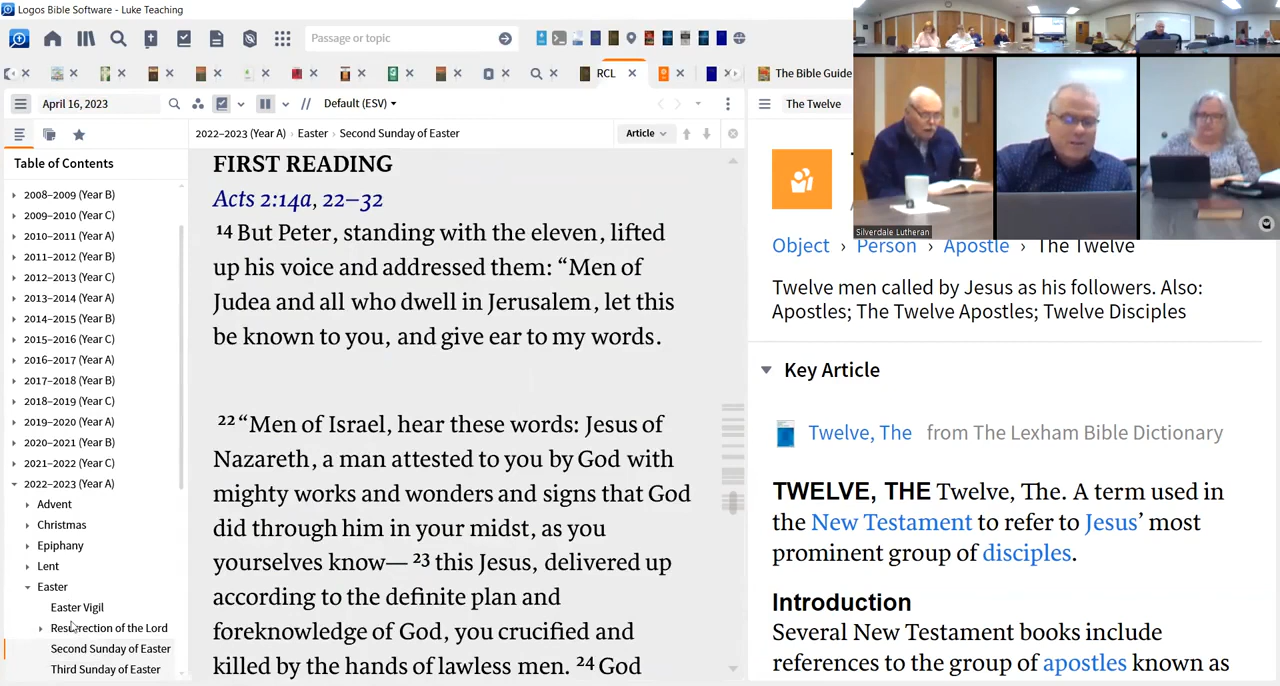 Logos Bible Software - Luke Teaching
Passage or topic
RCL
The Bible Guide
April 16, 2023
Default (ESV)
The Twelve
2022–2023 (Year A) › Easter › Second Sunday of Easter
Article
Table of Contents
2008–2009 (Year B)
2009–2010 (Year C)
2010–2011 (Year A)
2011–2012 (Year B)
2012–2013 (Year C)
2013–2014 (Year A)
2014–2015 (Year B)
2015–2016 (Year C)
2016–2017 (Year A)
2017–2018 (Year B)
2018–2019 (Year C)
2019–2020 (Year A)
2020–2021 (Year B)
2021–2022 (Year C)
2022–2023 (Year A)
Advent
Christmas
Epiphany
Lent
Easter
Easter Vigil
Resurrection of the Lord
Second Sunday of Easter
Third Sunday of Easter
FIRST READING
Acts 2:14a, 22–32
14 But Peter, standing with the eleven, lifted
up his voice and addressed them: “Men of
Judea and all who dwell in Jerusalem, let this
be known to you, and give ear to my words.
22 “Men of Israel, hear these words: Jesus of
Nazareth, a man attested to you by God with
mighty works and wonders and signs that God
did through him in your midst, as you
yourselves know— 23 this Jesus, delivered up
according to the definite plan and
foreknowledge of God, you crucified and
killed by the hands of lawless men. 24 God
Silverdale Lutheran
Object › Person › Apostle › The Twelve
Twelve men called by Jesus as his followers. Also:
Apostles; The Twelve Apostles; Twelve Disciples
Key Article
Twelve, The from The Lexham Bible Dictionary
TWELVE, THE Twelve, The. A term used in
the New Testament to refer to Jesus’ most
prominent group of disciples.
Introduction
Several New Testament books include
references to the group of apostles known as